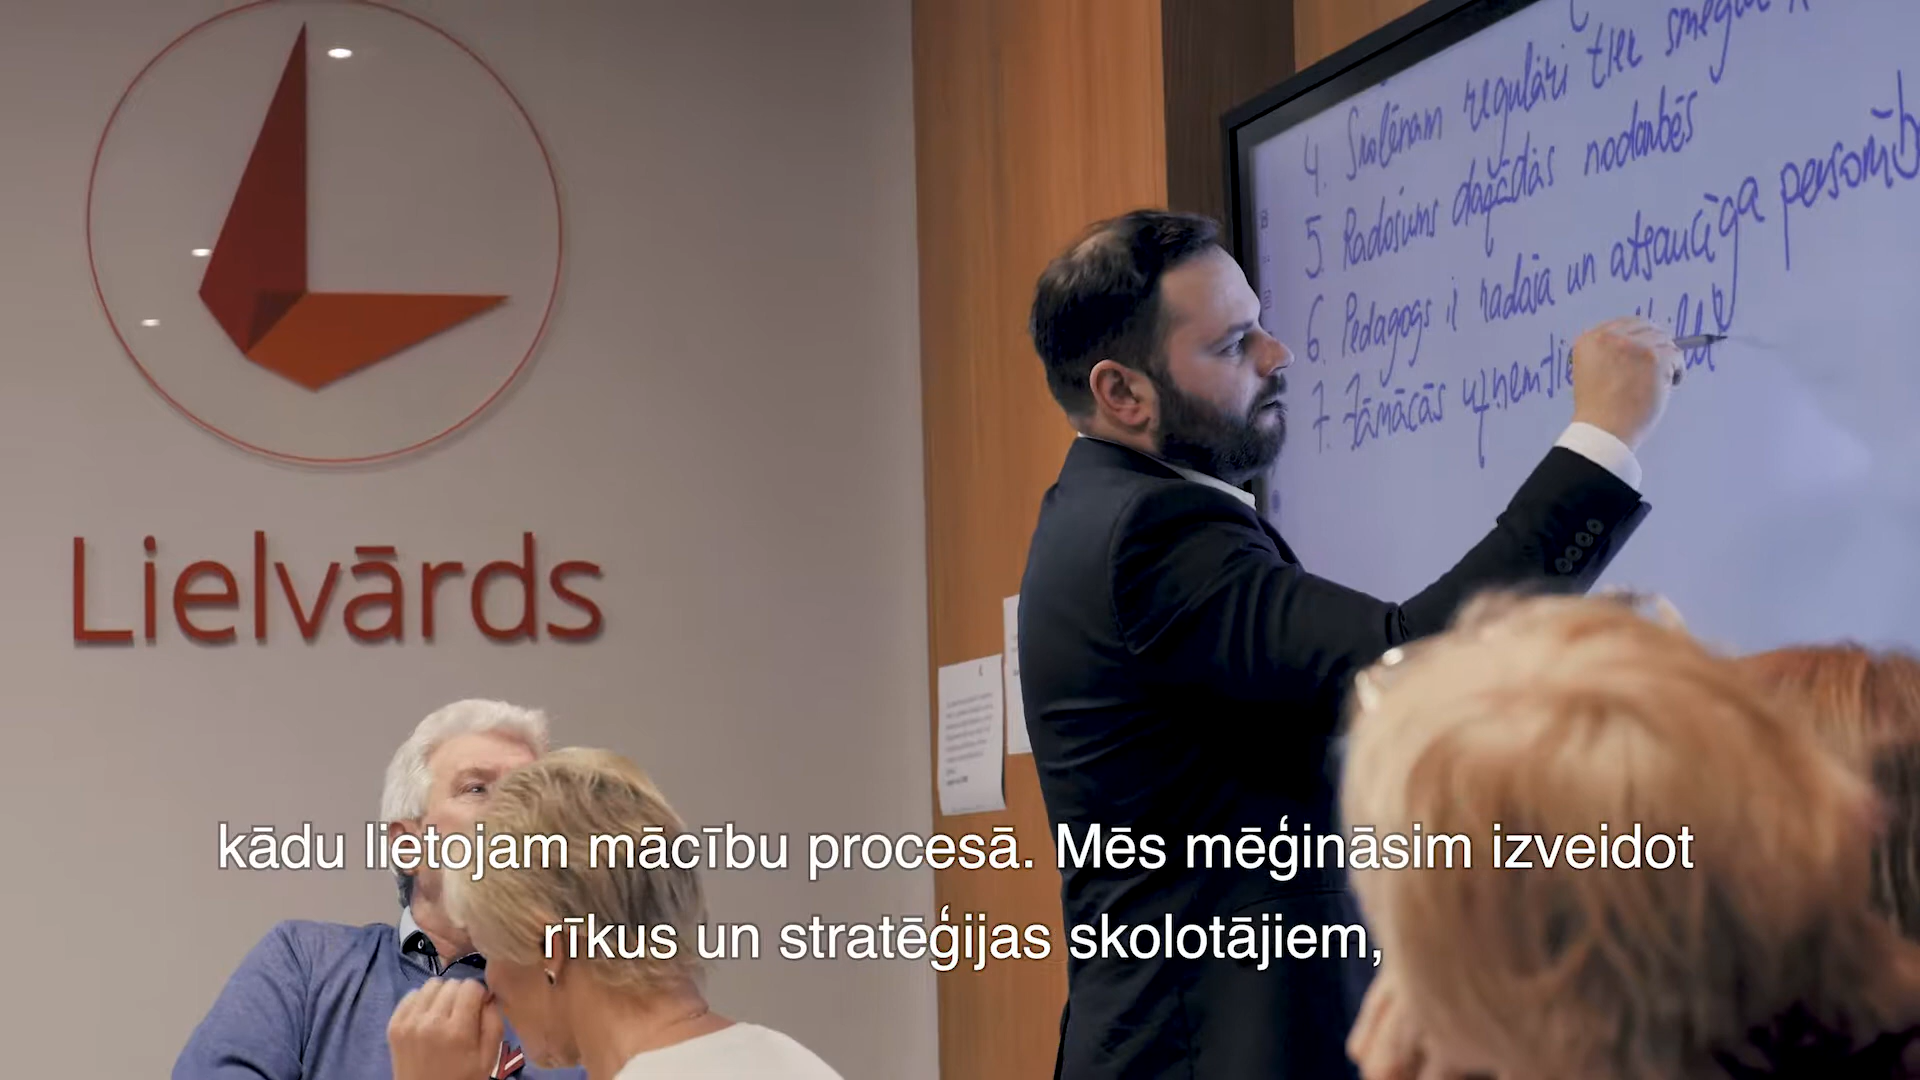 Lielvārds
4. Skolēnam regulāri tiek
5. Radošums dažādās nodarbēs
6. Pedagogs ir radoša un atsaucīga
7. Jāmācās
kādu lietojam mācību procesā. Mēs mēģināsim izveidot
rīkus un stratēģijas skolotājiem,